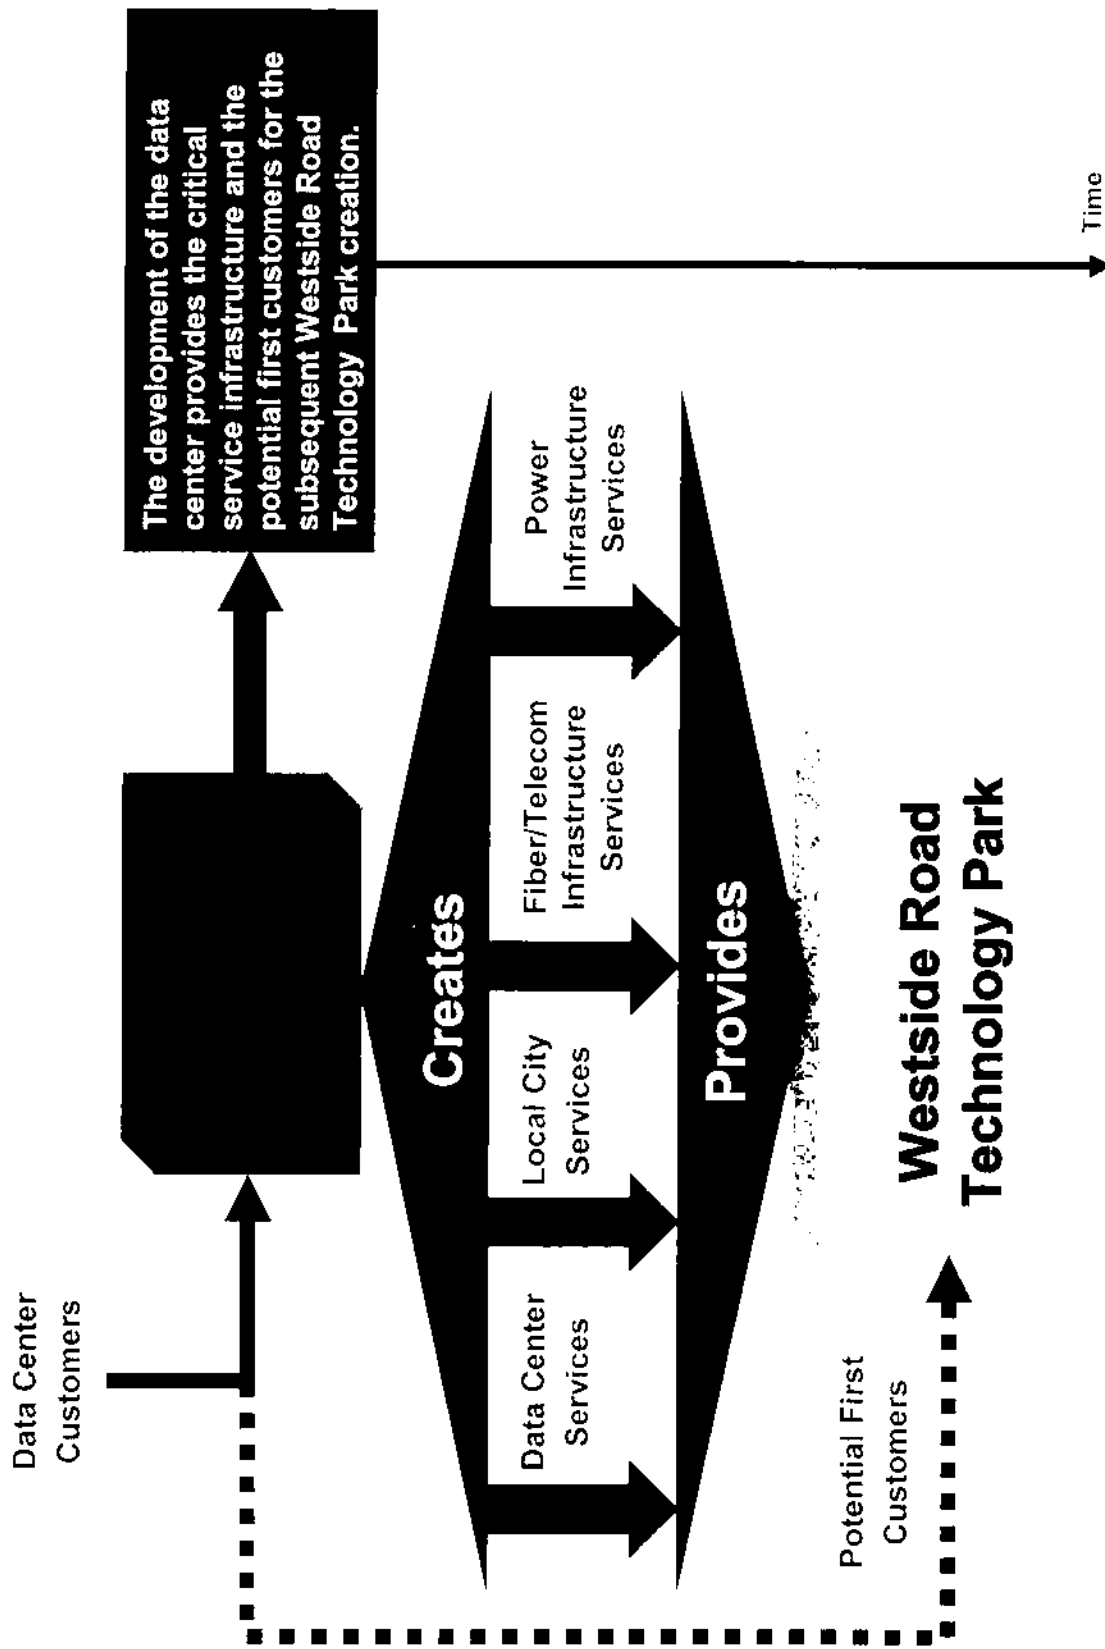 Data Center
Customers
The development of the data
center provides the critical
service infrastructure and the
potential first customers for the
subsequent Westside Road
Technology Park creation.
Creates
Data Center
Services
Local City
Services
Fiber/Telecom
Infrastructure
Services
Power
Infrastructure
Services
Provides
Potential First
Customers
Westside Road
Technology Park
Time